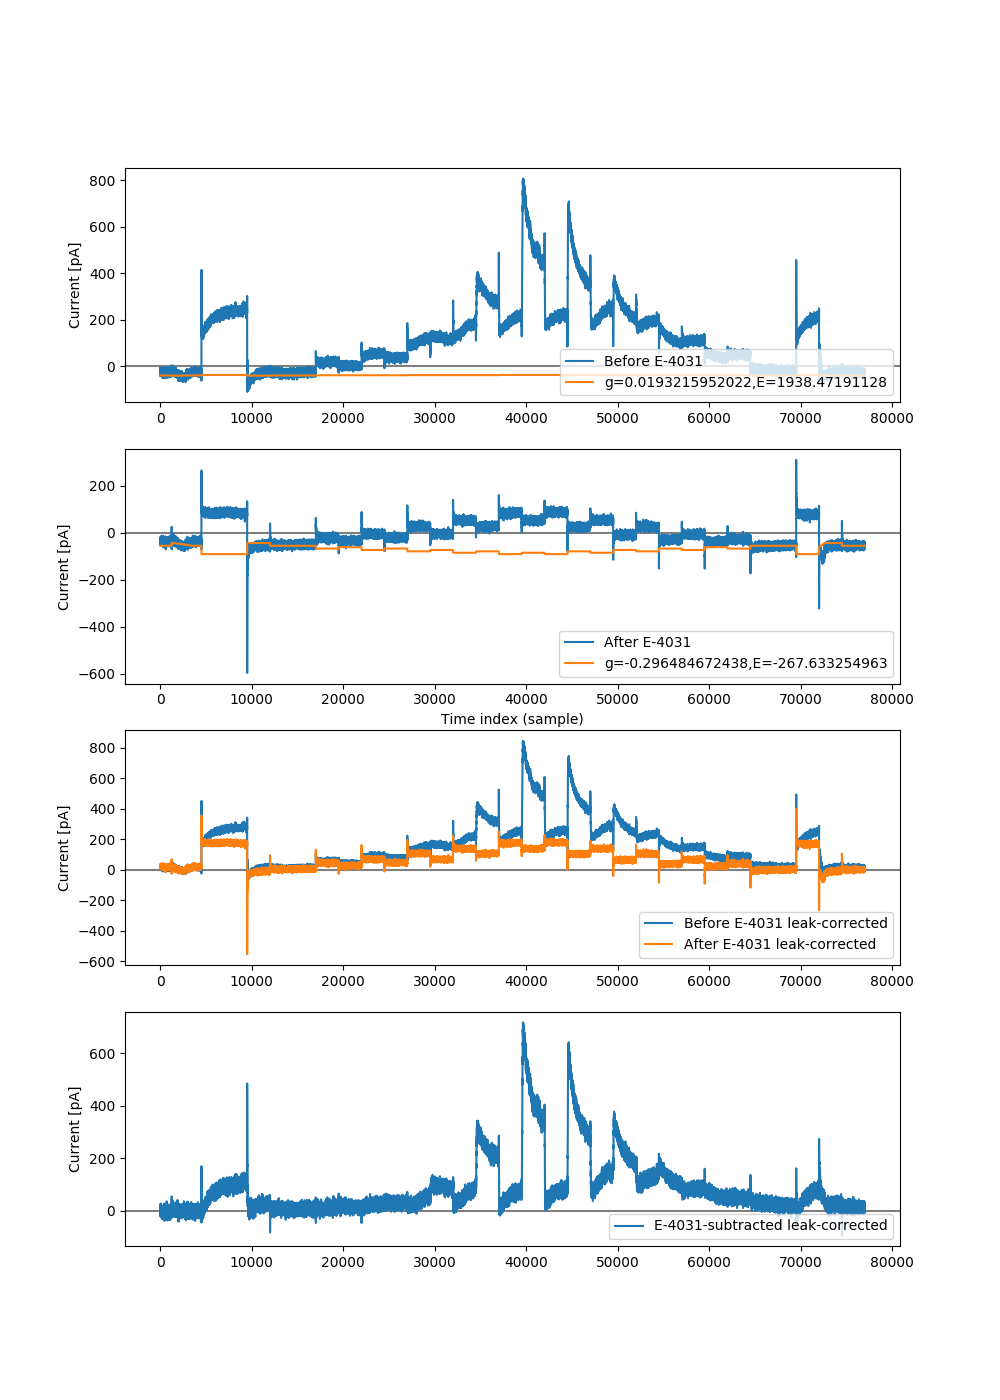 800
600
400
200
0
Current [pA]
Before E-4031
g=0.0193215952022,E=1938.47191128
0 10000 20000 30000 40000 50000 60000 70000 80000
200
0
−200
−400
−600
Current [pA]
After E-4031
g=-0.296484672438,E=-267.633254963
0 10000 20000 30000 40000 50000 60000 70000 80000
Time index (sample)
800
600
400
200
0
−200
−400
−600
Current [pA]
Before E-4031 leak-corrected
After E-4031 leak-corrected
0 10000 20000 30000 40000 50000 60000 70000 80000
600
400
200
0
Current [pA]
E-4031-subtracted leak-corrected
0 10000 20000 30000 40000 50000 60000 70000 80000